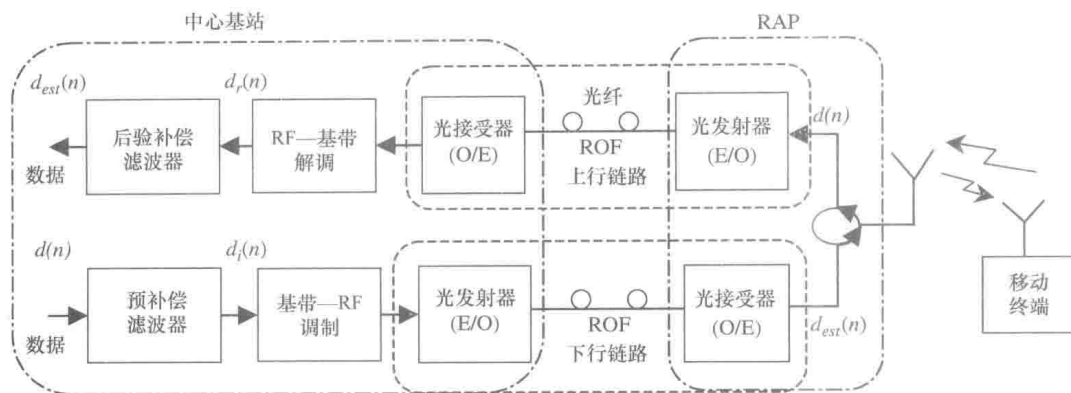 中心基站
RAP
d_est(n)
d_r(n)
光纤
d(n)
后验补偿
滤波器
RF—基带
解调
光接受器
(O/E)
光发射器
(E/O)
数据
ROF
上行链路
d(n)
d_i(n)
预补偿
滤波器
基带—RF
调制
光发射器
(E/O)
光接受器
(O/E)
d_est(n)
数据
ROF
下行链路
移动
终端